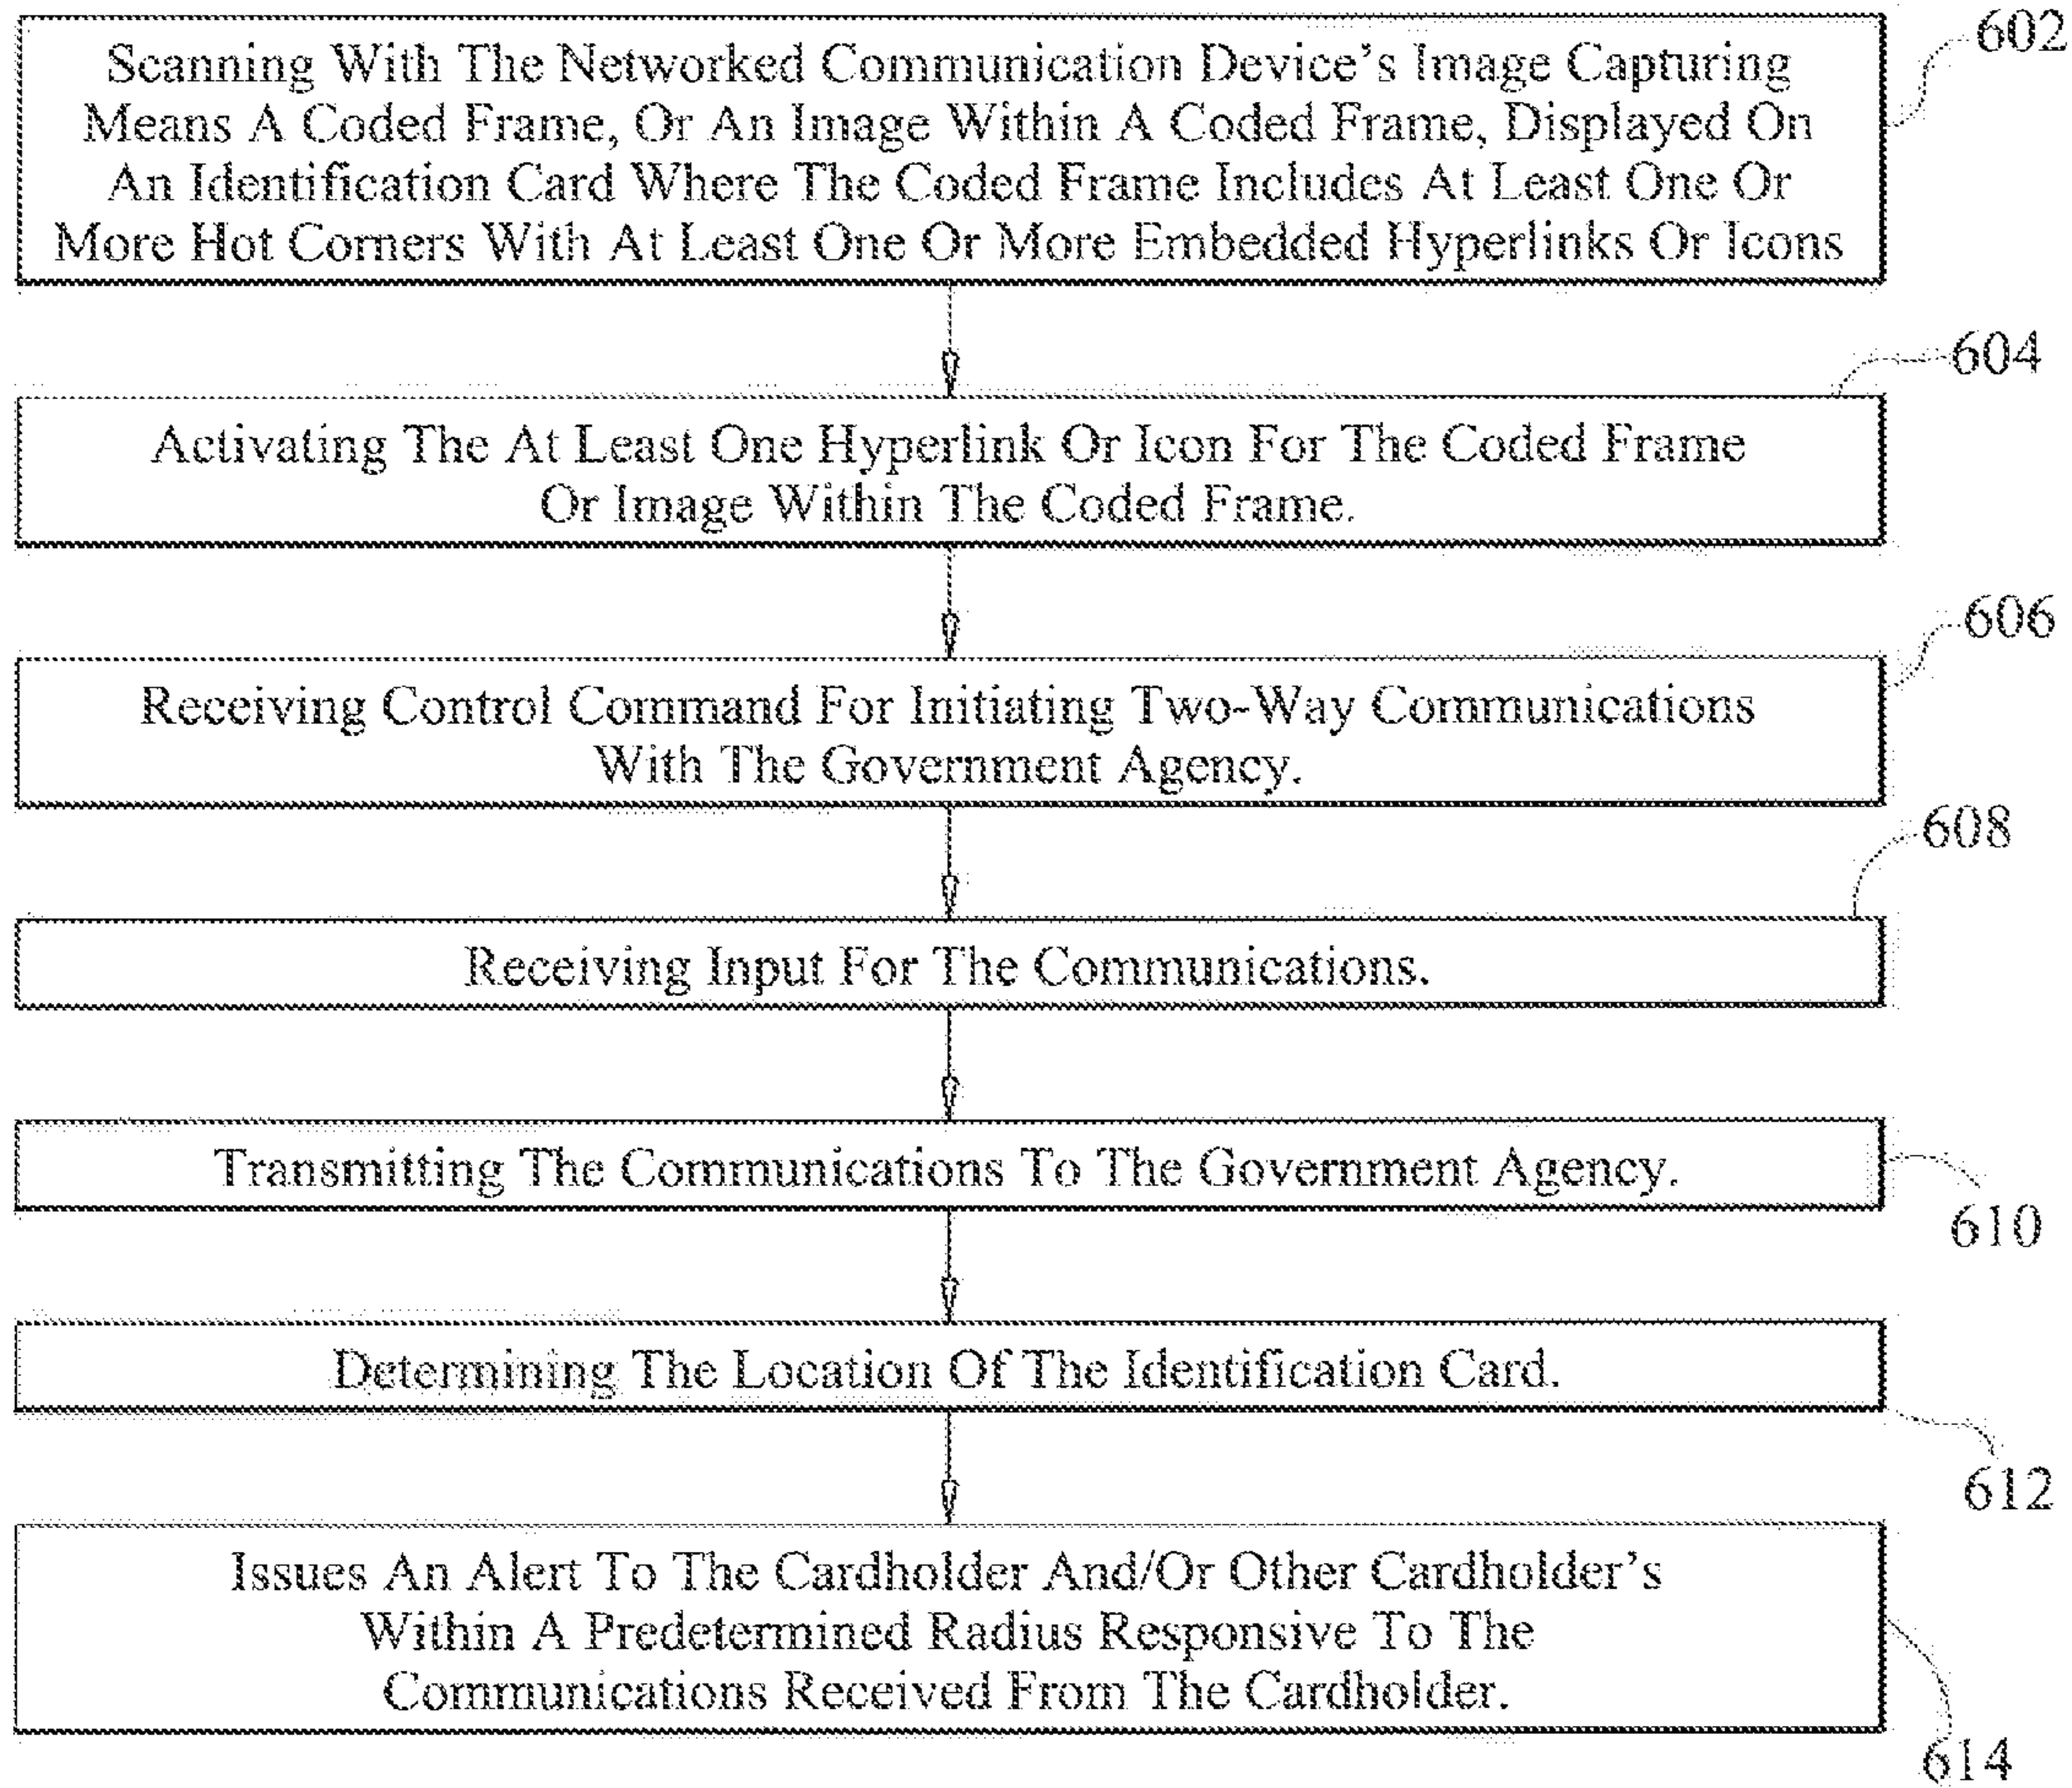 Scanning With The Networked Communication Device's Image Capturing
Means A Coded Frame, Or An Image Within A Coded Frame, Displayed On
An Identification Card Where The Coded Frame Includes At Least One Or
More Hot Corners With At Least One Or More Embedded Hyperlinks Or Icons
602
604
Activating The At Least One Hyperlink Or Icon For The Coded Frame
Or Image Within The Coded Frame.
606
Receiving Control Command For Initiating Two-Way Communications
With The Government Agency.
608
Receiving Input For The Communications.
Transmitting The Communications To The Government Agency.
610
Determining The Location Of The Identification Card.
612
Issues An Alert To The Cardholder And/Or Other Cardholder's
Within A Predetermined Radius Responsive To The
Communications Received From The Cardholder.
614